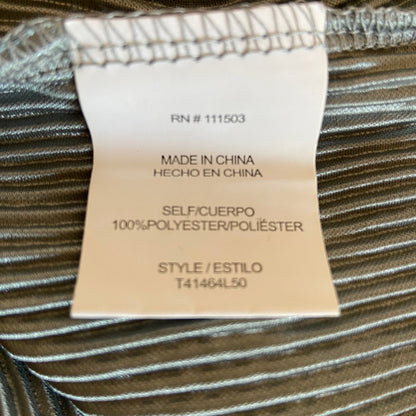 RN # 111503
MADE IN CHINA
HECHO EN CHINA
SELF/CUERPO
100%POLYESTER/POLIÉSTER
STYLE / ESTILO
T41464L50